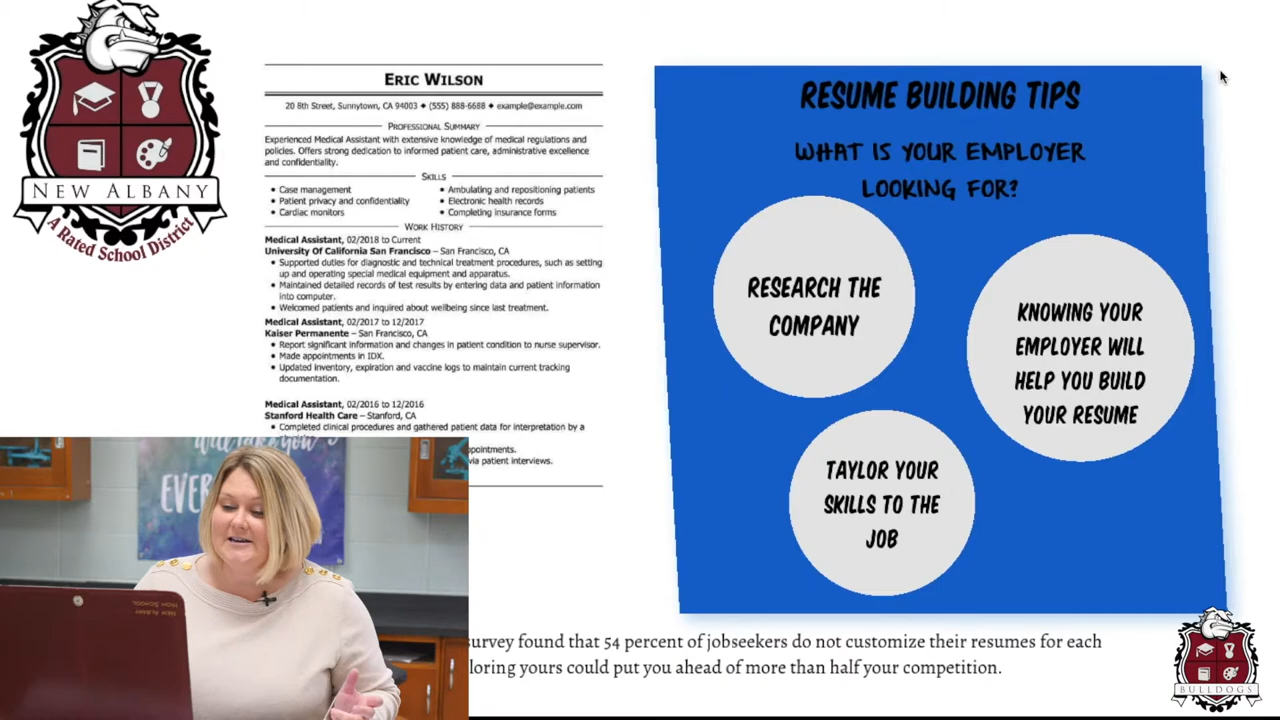 NEW ALBANY
A Rated School District
ERIC WILSON
20 8th Street, Sunnytown, CA 94003 ◆ (555) 888-6688 ◆ example@example.com
PROFESSIONAL SUMMARY
Experienced Medical Assistant with extensive knowledge of medical regulations and
policies. Offers strong dedication to informed patient care, administrative excellence
and confidentiality.
SKILLS
• Case management
• Patient privacy and confidentiality
• Cardiac monitors
• Ambulating and repositioning patients
• Electronic health records
• Completing insurance forms
WORK HISTORY
Medical Assistant, 02/2018 to Current
University Of California San Francisco – San Francisco, CA
• Supported duties for diagnostic and technical treatment procedures, such as setting
up and operating special medical equipment and apparatus.
• Maintained detailed records of test results by entering data and patient information
into computer.
• Welcomed patients and inquired about wellbeing since last treatment.
Medical Assistant, 02/2017 to 12/2017
Kaiser Permanente – San Francisco, CA
• Report significant information and changes in patient condition to nurse supervisor.
• Made appointments in IDX.
• Updated inventory, expiration and vaccine logs to maintain current tracking
documentation.
Medical Assistant, 02/2016 to 12/2016
Stanford Health Care – Stanford, CA
• Completed clinical procedures and gathered patient data for interpretation by a
ppointments.
via patient interviews.
RESUME BUILDING TIPS
WHAT IS YOUR EMPLOYER
LOOKING FOR?
RESEARCH THE
COMPANY
KNOWING YOUR
EMPLOYER WILL
HELP YOU BUILD
YOUR RESUME
TAYLOR YOUR
SKILLS TO THE
JOB
will take you
EVER
NEW ALBANY
HIGH SCHOOL
survey found that 54 percent of jobseekers do not customize their resumes for each
loring yours could put you ahead of more than half your competition.
BULLDOGS